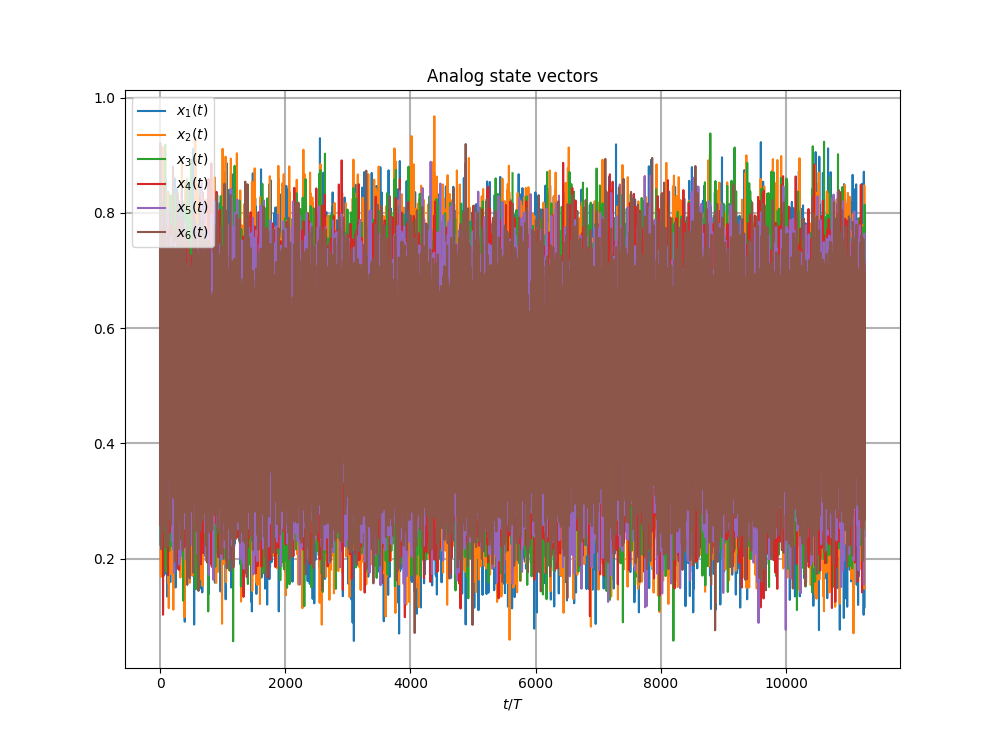 Analog state vectors
1.0
0.8
0.6
0.4
0.2
x₁(t)
x₂(t)
x₃(t)
x₄(t)
x₅(t)
x₆(t)
0 2000 4000 6000 8000 10000
t/T